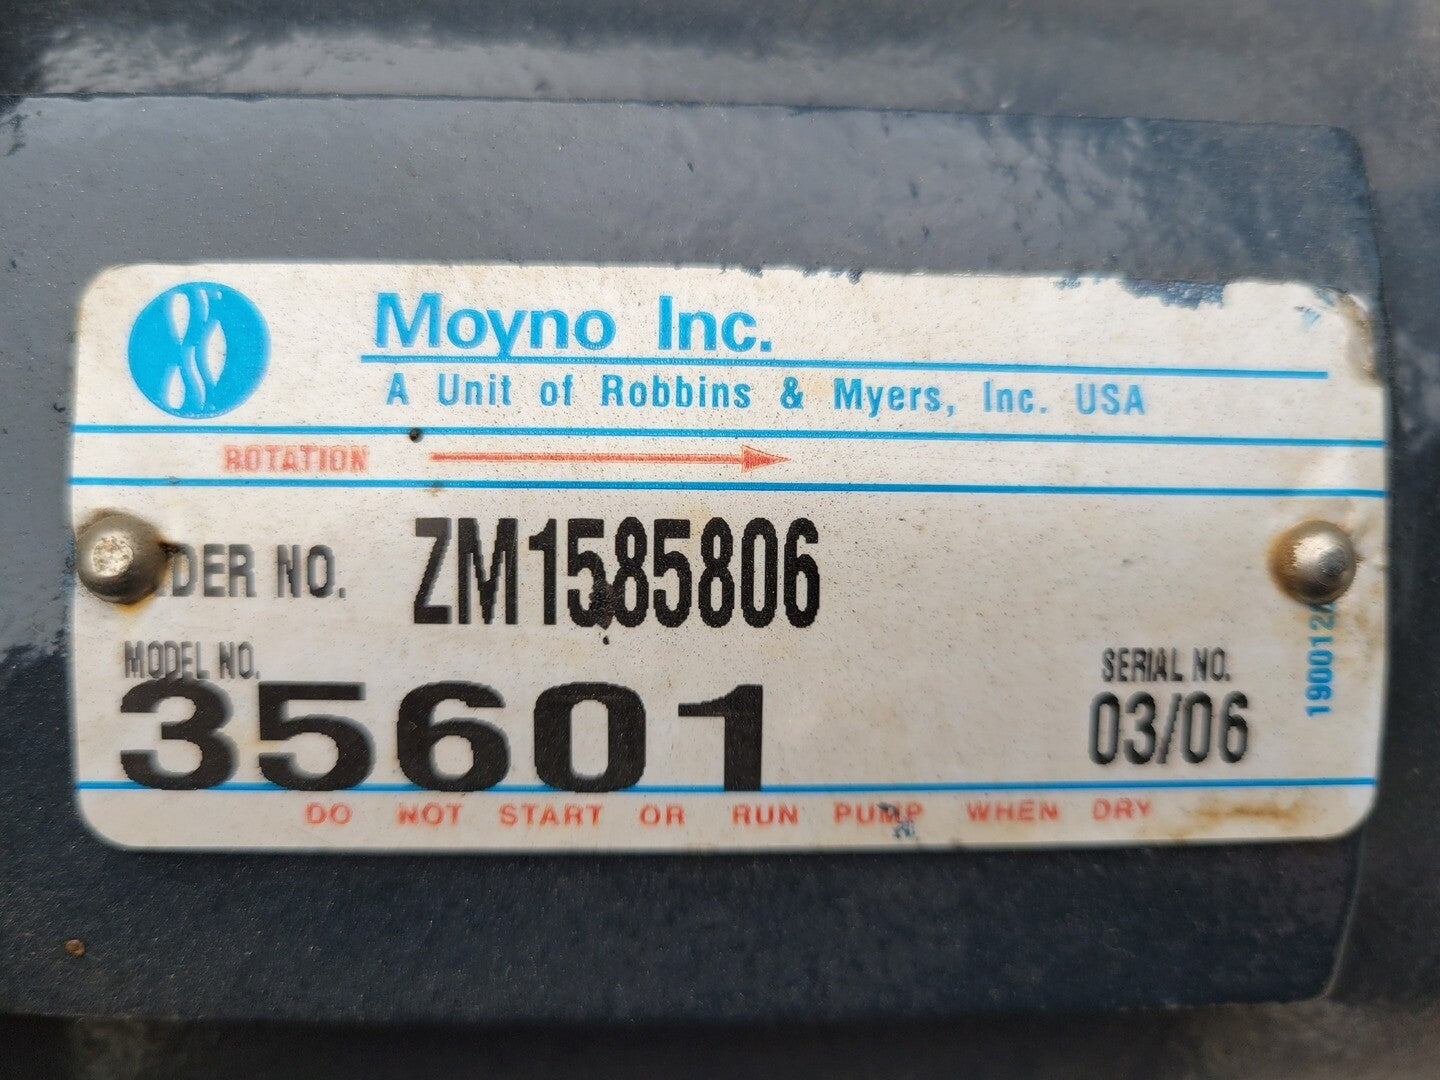 Moyno Inc.
A Unit of Robbins & Myers, Inc. USA
ROTATION
DER NO. ZM1585806
MODEL NO.
35601
SERIAL NO.
03/06
DO NOT START OR RUN PUMP WHEN DRY